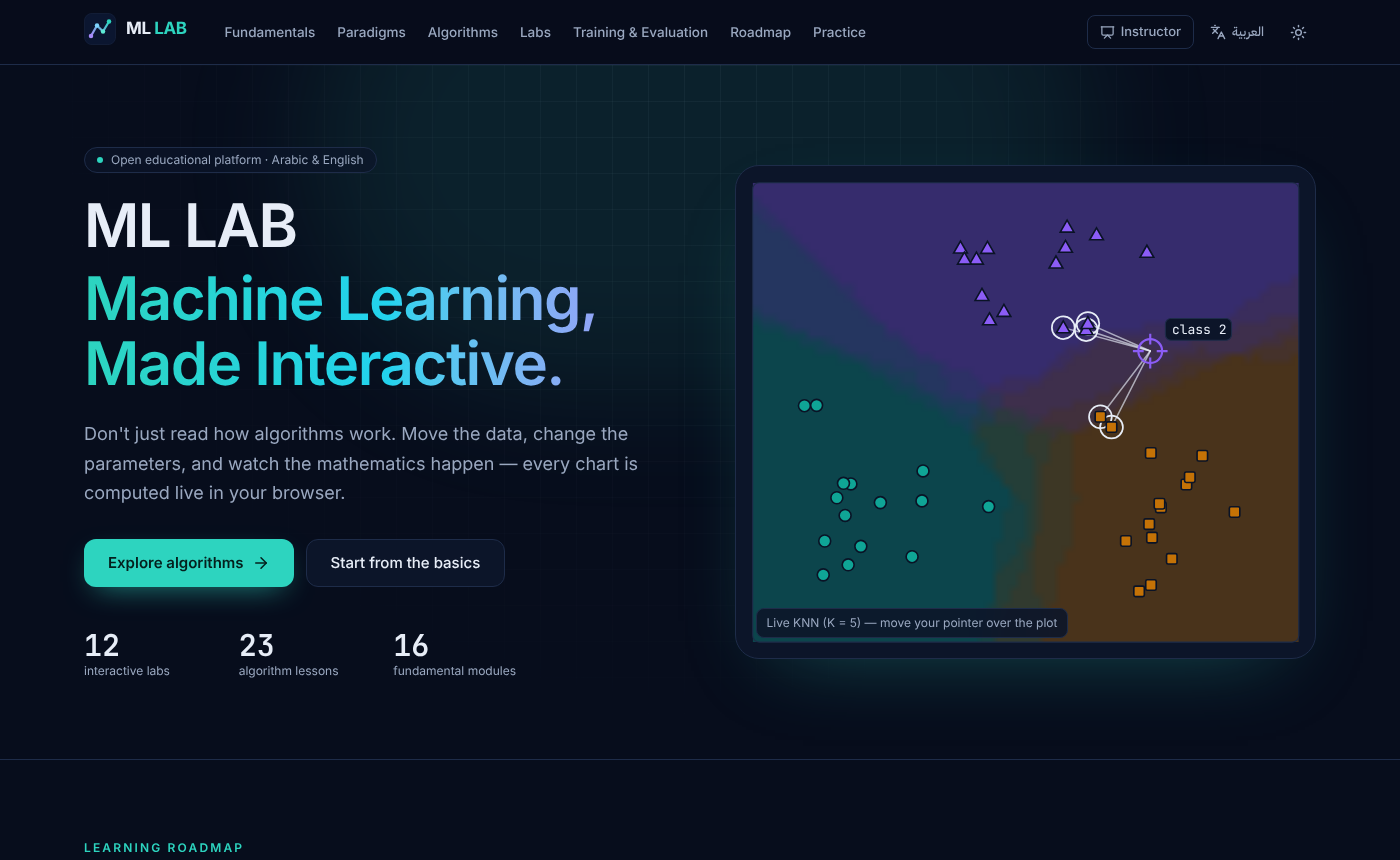 ML LAB
Fundamentals
Paradigms
Algorithms
Labs
Training & Evaluation
Roadmap
Practice
Instructor
العربية
Open educational platform · Arabic & English
ML LAB
Machine Learning,
Made Interactive.
Don't just read how algorithms work. Move the data, change the
parameters, and watch the mathematics happen — every chart is
computed live in your browser.
Explore algorithms
Start from the basics
12
interactive labs
23
algorithm lessons
16
fundamental modules
class 2
Live KNN (K = 5) — move your pointer over the plot
LEARNING ROADMAP